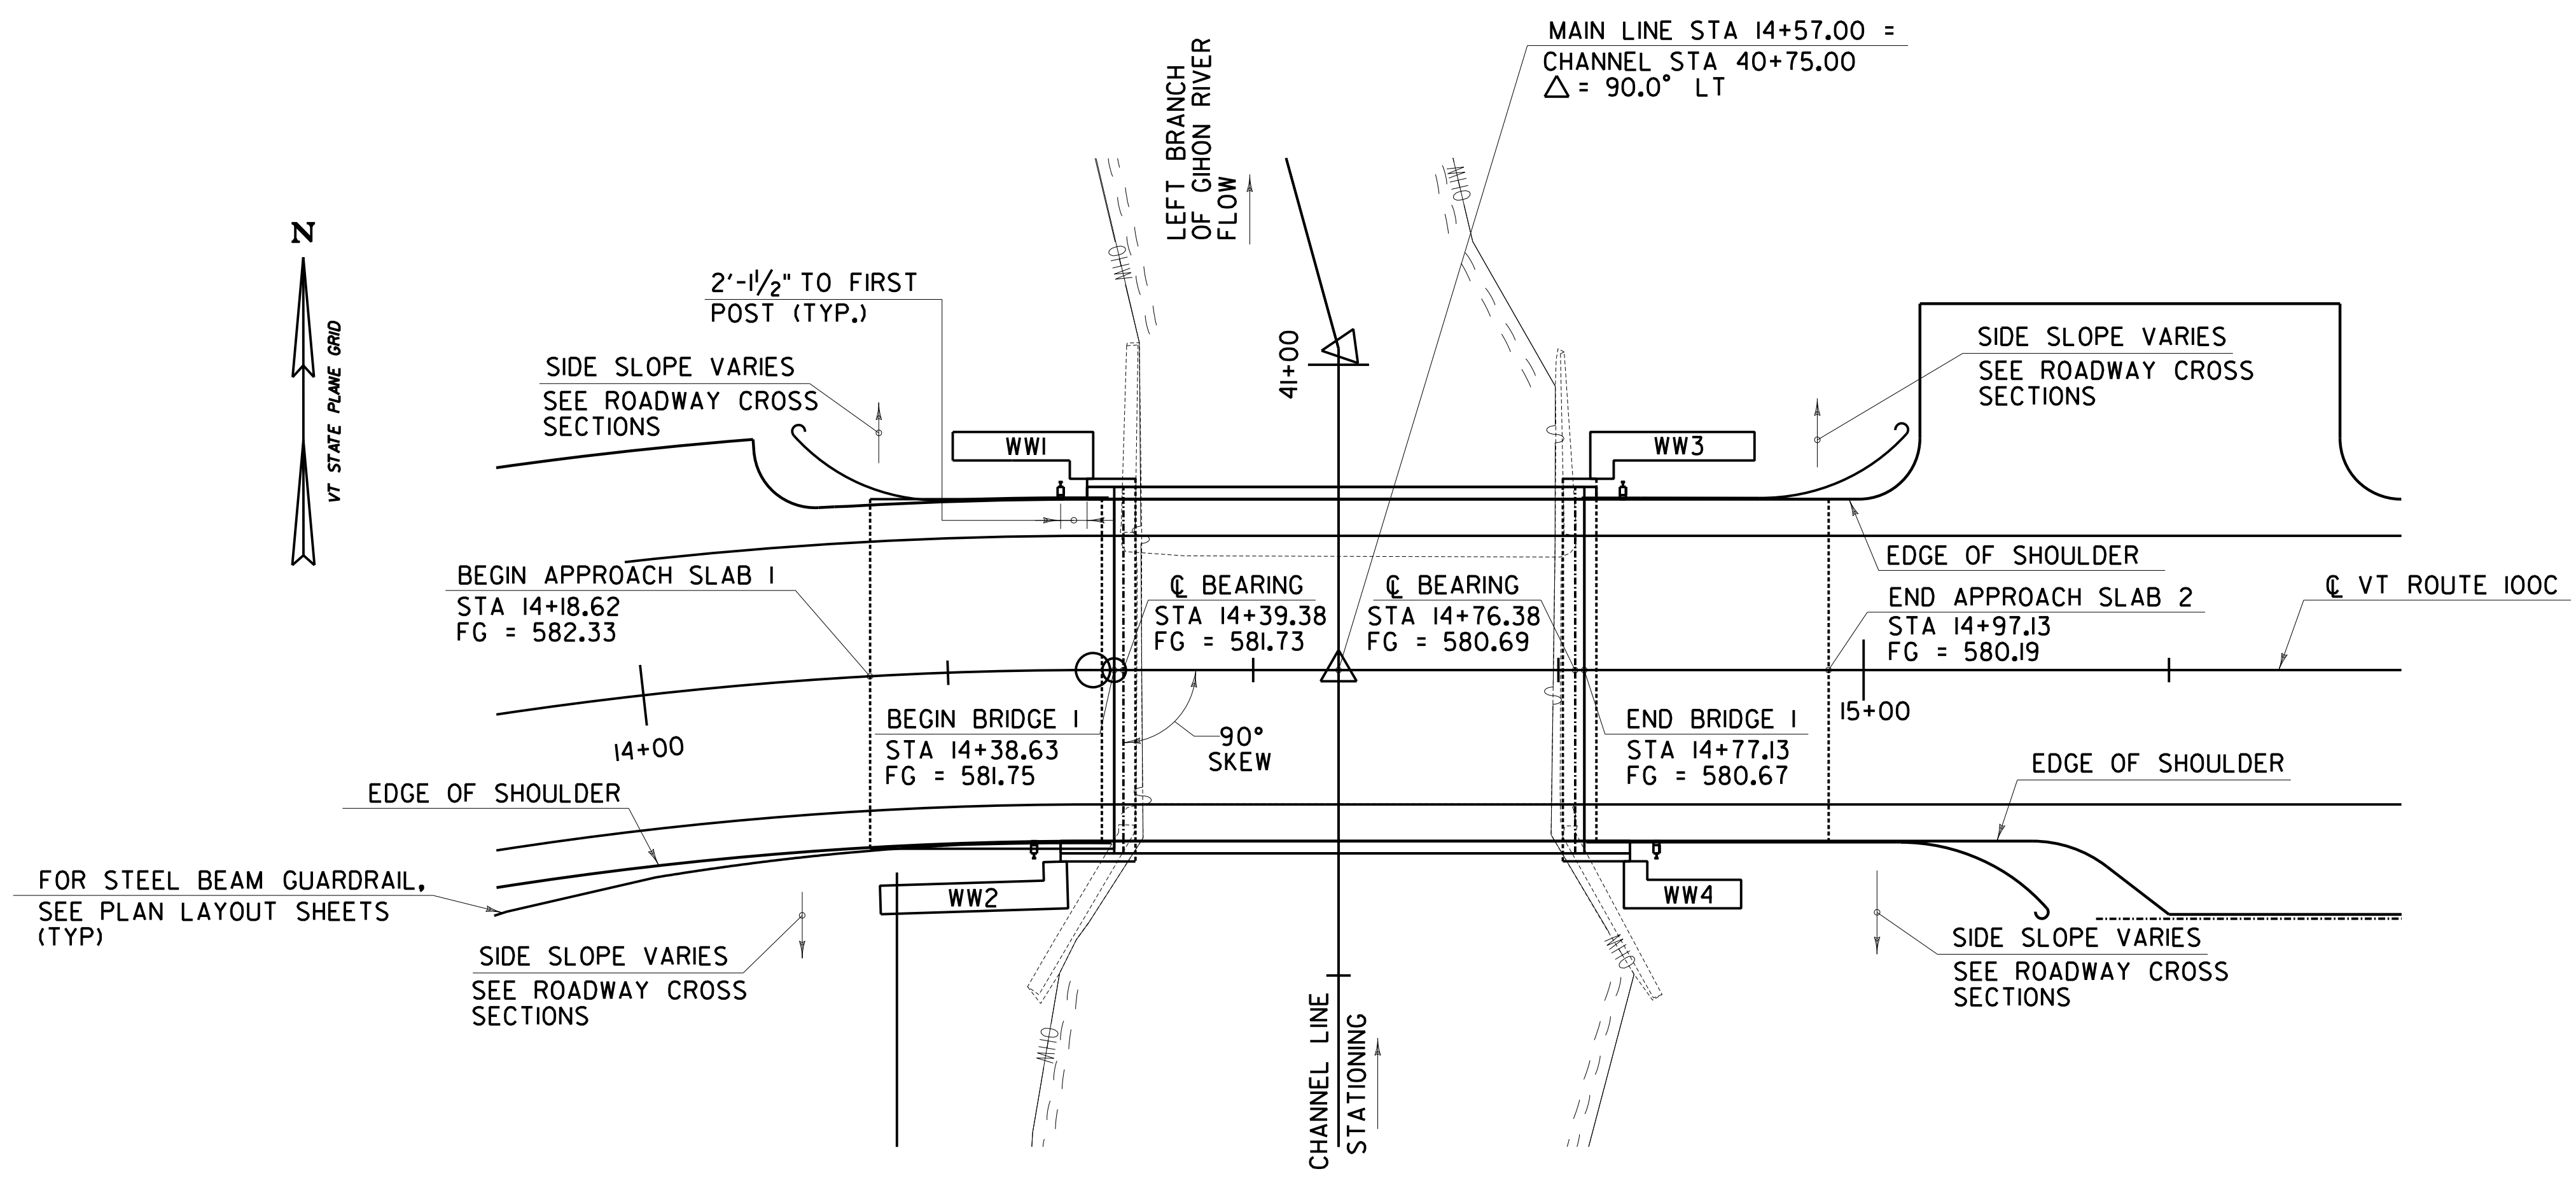 MAIN LINE STA 14+57.00 =
CHANNEL STA 40+75.00
△ = 90.0° LT
LEFT BRANCH
OF GIHON RIVER
FLOW
N
VT STATE PLANE GRID
2'-1 1/2" TO FIRST
POST (TYP.)
SIDE SLOPE VARIES
SEE ROADWAY CROSS
SECTIONS
OHW
OHW
41+00
SIDE SLOPE VARIES
SEE ROADWAY CROSS
SECTIONS
WW1
WW3
EDGE OF SHOULDER
BEGIN APPROACH SLAB 1
STA 14+18.62
FG = 582.33
℄ BEARING
STA 14+39.38
FG = 581.73
℄ BEARING
STA 14+76.38
FG = 580.69
END APPROACH SLAB 2
STA 14+97.13
FG = 580.19
℄ VT ROUTE 100C
14+00
BEGIN BRIDGE 1
STA 14+38.63
FG = 581.75
90°
SKEW
END BRIDGE 1
STA 14+77.13
FG = 580.67
15+00
EDGE OF SHOULDER
EDGE OF SHOULDER
FOR STEEL BEAM GUARDRAIL,
SEE PLAN LAYOUT SHEETS
(TYP)
WW2
WW4
SIDE SLOPE VARIES
SEE ROADWAY CROSS
SECTIONS
OHW
OHW
CHANNEL LINE
STATIONING
SIDE SLOPE VARIES
SEE ROADWAY CROSS
SECTIONS